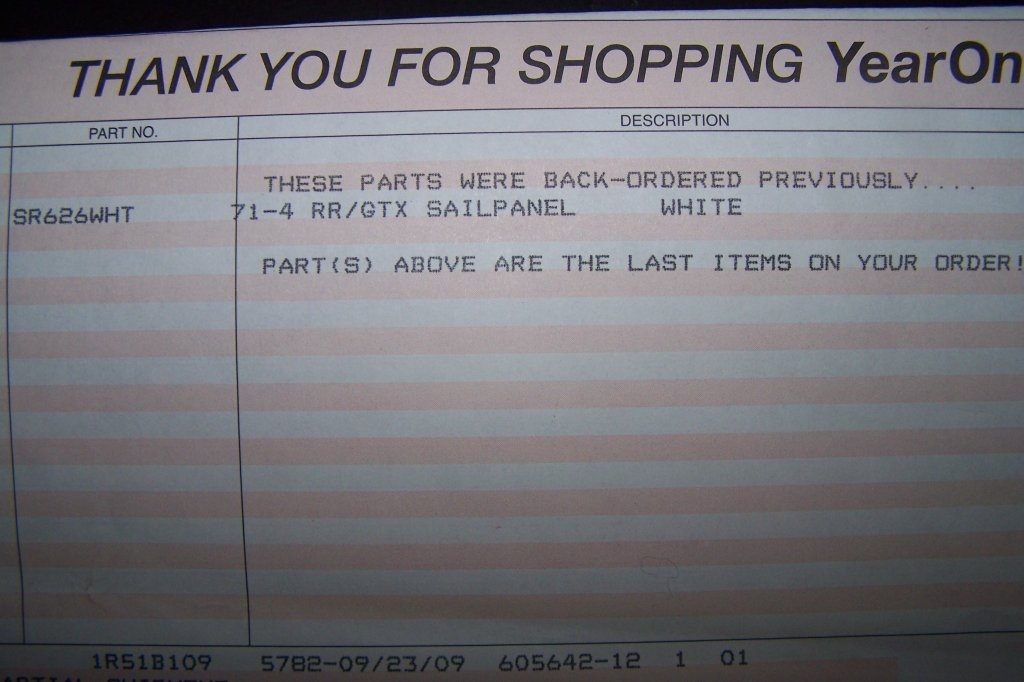 THANK YOU FOR SHOPPING YearOn
PART NO. DESCRIPTION
THESE PARTS WERE BACK-ORDERED PREVIOUSLY....
SR626WHT 71-4 RR/GTX SAILPANEL WHITE
PART(S) ABOVE ARE THE LAST ITEMS ON YOUR ORDER!
1R51B109 5782-09/23/09 605642-12 1 01